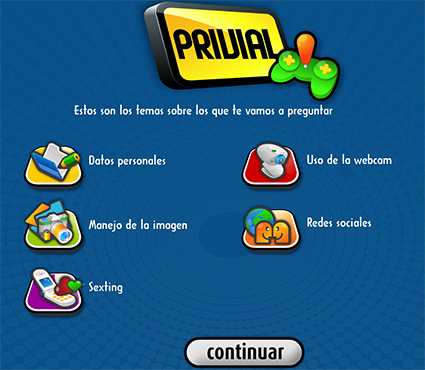 PRIVIAL
Estos son los temas sobre los que te vamos a preguntar
Datos personales
Uso de la webcam
Manejo de la imagen
Redes sociales
Sexting
continuar